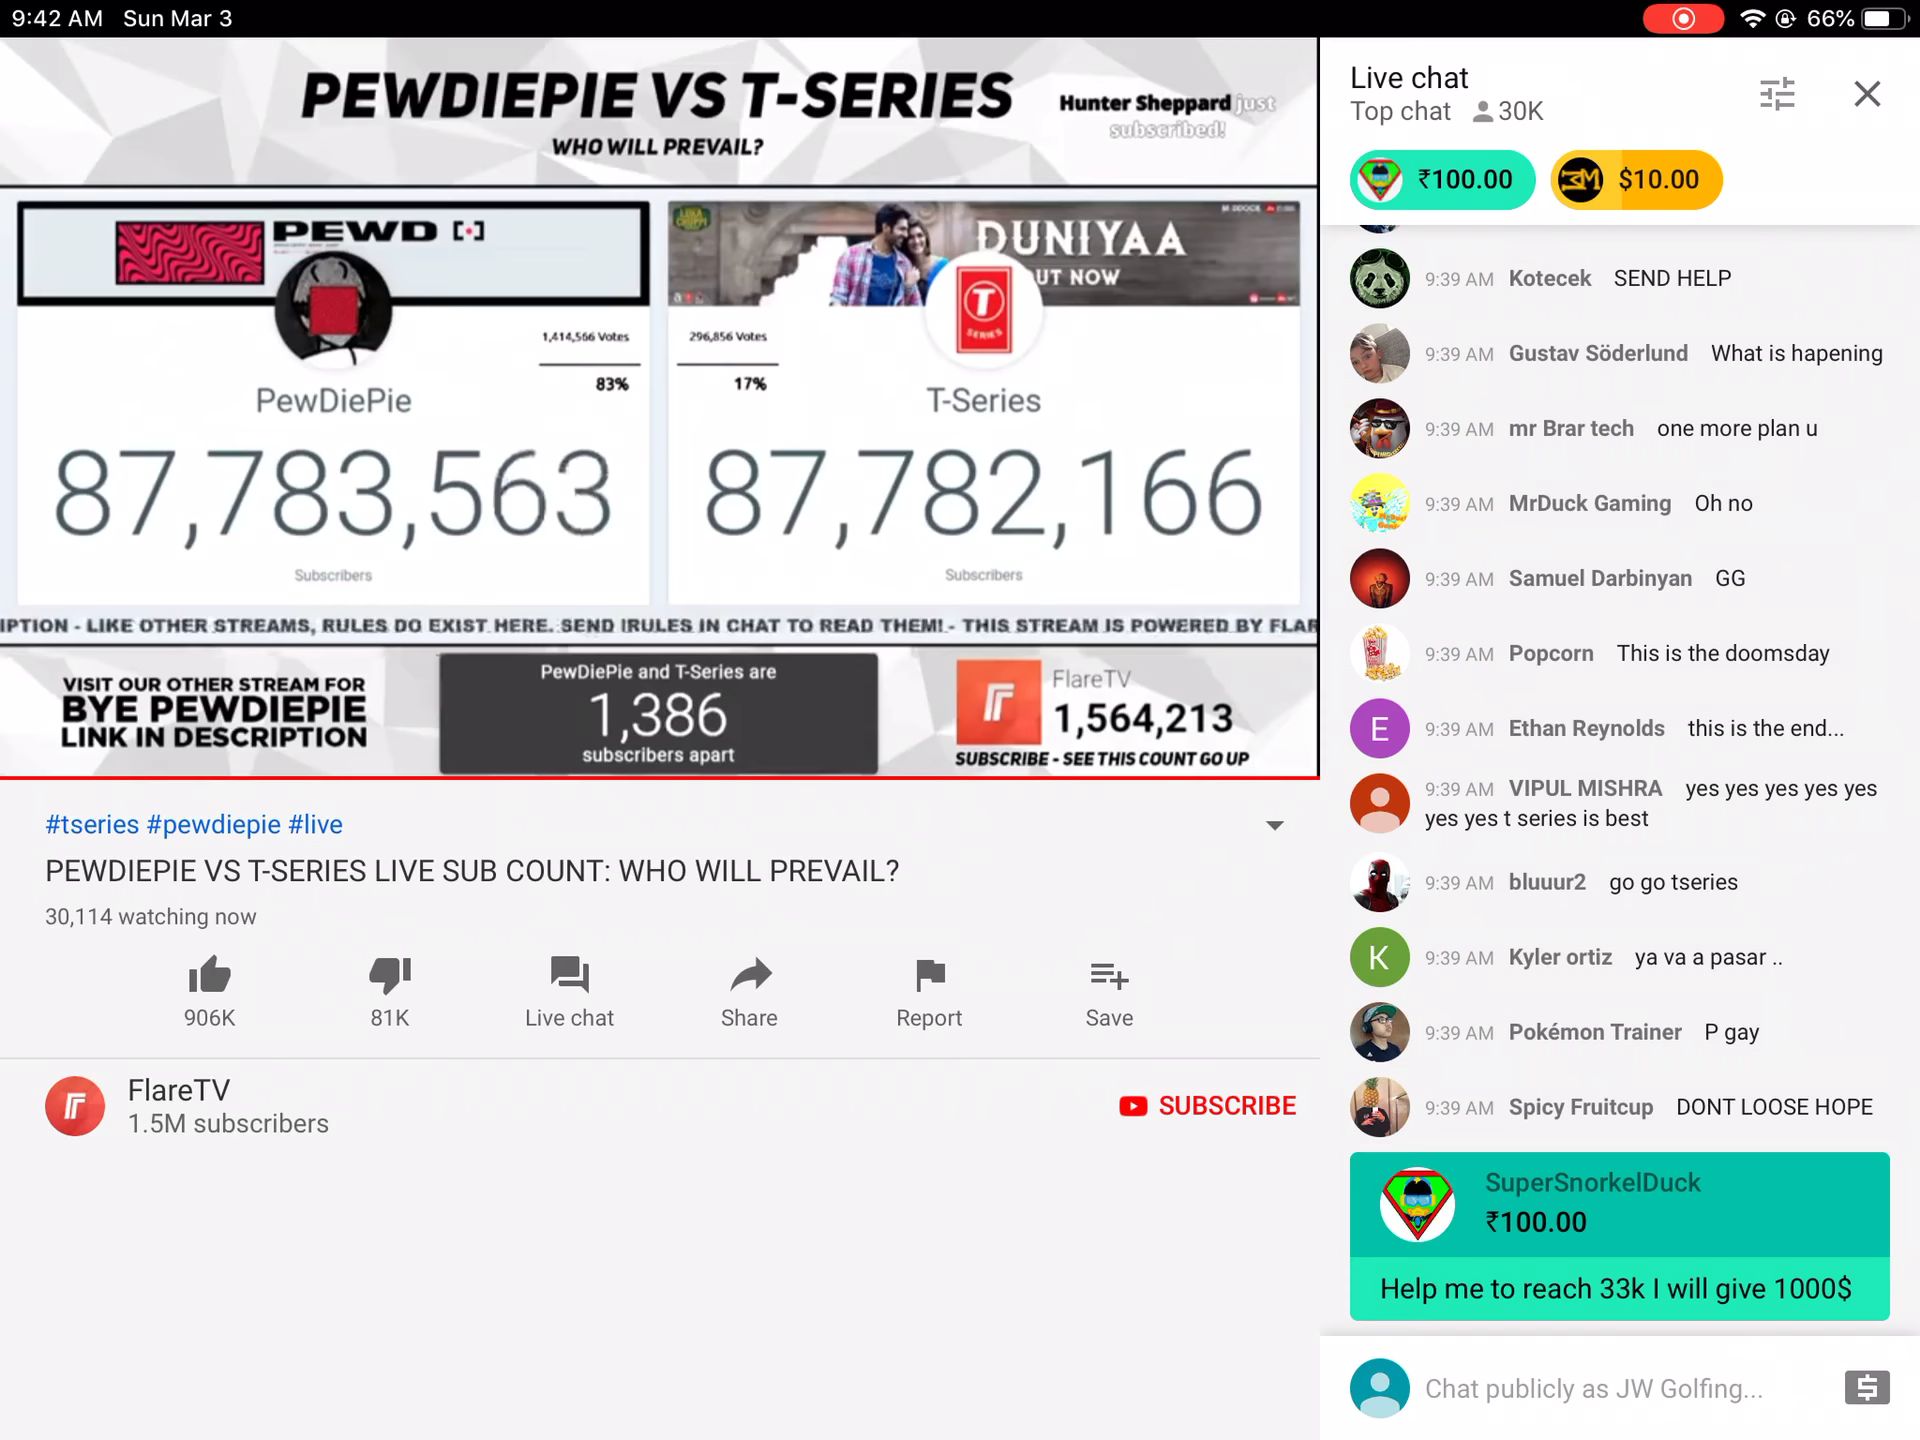 9:42 AM Sun Mar 3
66%
PEWDIEPIE VS T-SERIES
WHO WILL PREVAIL?
Hunter Sheppard just
subscribed!
PEWD
DUNIYAA
OUT NOW
T
SERIES
1,414,566 Votes
83%
296,856 Votes
17%
PewDiePie
T-Series
87,783,563
87,782,166
Subscribers
Subscribers
IPTION - LIKE OTHER STREAMS, RULES DO EXIST HERE. SEND !RULES IN CHAT TO READ THEM! - THIS STREAM IS POWERED BY FLAR
VISIT OUR OTHER STREAM FOR
BYE PEWDIEPIE
LINK IN DESCRIPTION
PewDiePie and T-Series are
1,386
subscribers apart
FlareTV
1,564,213
SUBSCRIBE - SEE THIS COUNT GO UP
#tseries #pewdiepie #live
PEWDIEPIE VS T-SERIES LIVE SUB COUNT: WHO WILL PREVAIL?
30,114 watching now
906K
81K
Live chat
Share
Report
Save
FlareTV
1.5M subscribers
SUBSCRIBE
Live chat
Top chat 30K
₹100.00
3M $10.00
9:39 AM Kotecek SEND HELP
9:39 AM Gustav Söderlund What is hapening
9:39 AM mr Brar tech one more plan u
9:39 AM MrDuck Gaming Oh no
9:39 AM Samuel Darbinyan GG
9:39 AM Popcorn This is the doomsday
E 9:39 AM Ethan Reynolds this is the end...
9:39 AM VIPUL MISHRA yes yes yes yes yes
yes yes t series is best
9:39 AM bluuur2 go go tseries
K 9:39 AM Kyler ortiz ya va a pasar ..
9:39 AM Pokémon Trainer P gay
9:39 AM Spicy Fruitcup DONT LOOSE HOPE
SuperSnorkelDuck
₹100.00
Help me to reach 33k I will give 1000$
Chat publicly as JW Golfing...